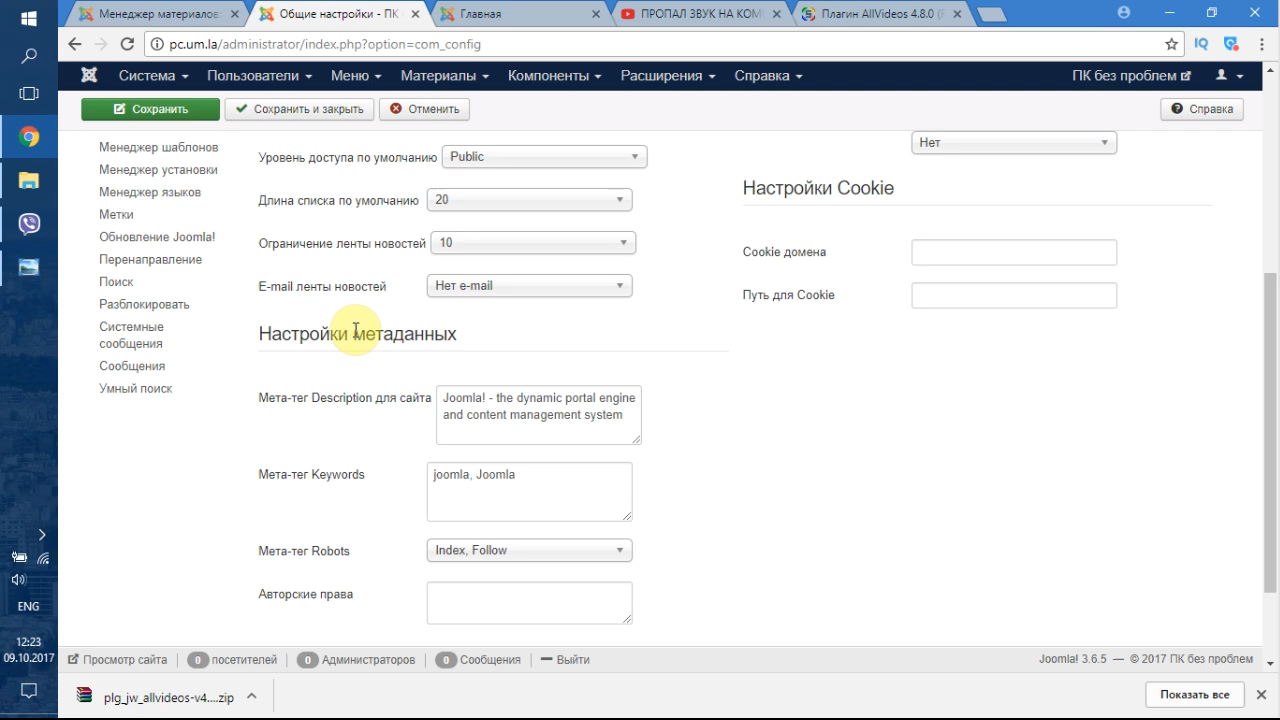 Менеджер материалов
Общие настройки - ПК
Главная
ПРОПАЛ ЗВУК НА КОМ
Плагин AllVideos 4.8.0 (
pc.um.la/administrator/index.php?option=com_config
Система
Пользователи
Меню
Материалы
Компоненты
Расширения
Справка
ПК без проблем
Сохранить
Сохранить и закрыть
Отменить
Справка
Менеджер шаблонов
Менеджер установки
Менеджер языков
Метки
Обновление Joomla!
Перенаправление
Поиск
Разблокировать
Системные
сообщения
Сообщения
Умный поиск
Уровень доступа по умолчанию
Public
Длина списка по умолчанию
20
Ограничение ленты новостей
10
E-mail ленты новостей
Нет e-mail
Настройки метаданных
Мета-тег Description для сайта
Joomla! - the dynamic portal engine
and content management system
Мета-тег Keywords
joomla, Joomla
Мета-тег Robots
Index, Follow
Авторские права
Нет
Настройки Cookie
Cookie домена
Путь для Cookie
Просмотр сайта
0 посетителей
0 Администраторов
0 Сообщения
Выйти
Joomla! 3.6.5 — © 2017 ПК без проблем
plg_jw_allvideos-v4....zip
Показать все
ENG
12:23
09.10.2017